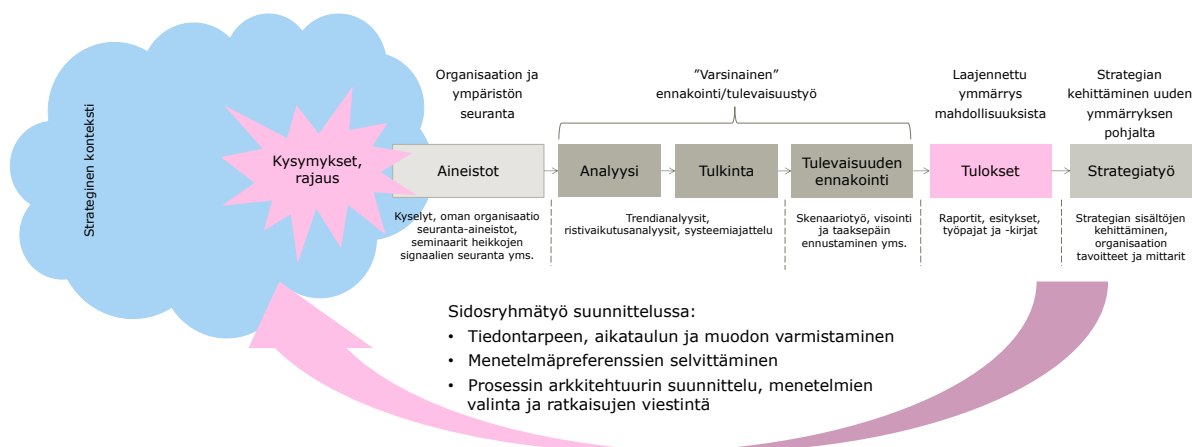 Strateginen konteksti
Kysymykset,
rajaus
Organisaation ja
ympäristön
seuranta
"Varsinainen"
ennakointi/tulevaisuustyö
Laajennettu
ymmärrys
mahdollisuuksista
Strategian
kehittäminen uuden
ymmärryksen
pohjalta
Aineistot
Analyysi
Tulkinta
Tulevaisuuden
ennakointi
Tulokset
Strategiatyö
Kyselyt, oman organisaatio
seuranta-aineistot,
seminaarit heikkojen
signaalien seuranta yms.
Trendianalyysit,
ristivaikutusanalyysit, systeemiajattelu
Skenaariotyö, visointi
ja taaksepäin
ennustaminen yms.
Raportit, esitykset,
työpajat ja -kirjat
Strategian sisältöjen
kehittäminen,
organisaation
tavoitteet ja mittarit
Sidosryhmätyö suunnittelussa:
• Tiedontarpeen, aikataulun ja muodon varmistaminen
• Menetelmäpreferenssien selvittäminen
• Prosessin arkkitehtuurin suunnittelu, menetelmien
valinta ja ratkaisujen viestintä